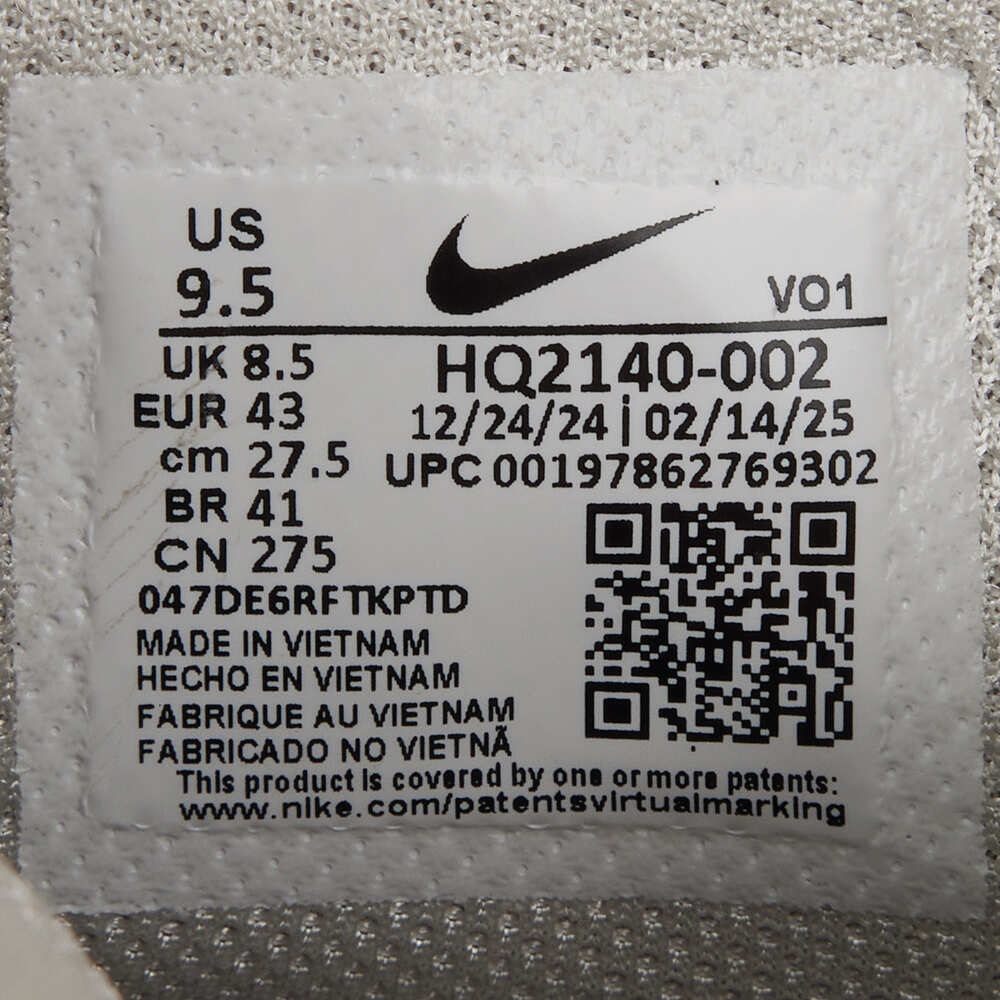 US
9.5
VO1
UK 8.5
EUR 43
cm 27.5
BR 41
CN 275
HQ2140-002
12/24/24 | 02/14/25
UPC 00197862769302
047DE6RFTKPTD
MADE IN VIETNAM
HECHO EN VIETNAM
FABRIQUE AU VIETNAM
FABRICADO NO VIETNÃ
This product is covered by one or more patents:
www.nike.com/patentsvirtualmarking